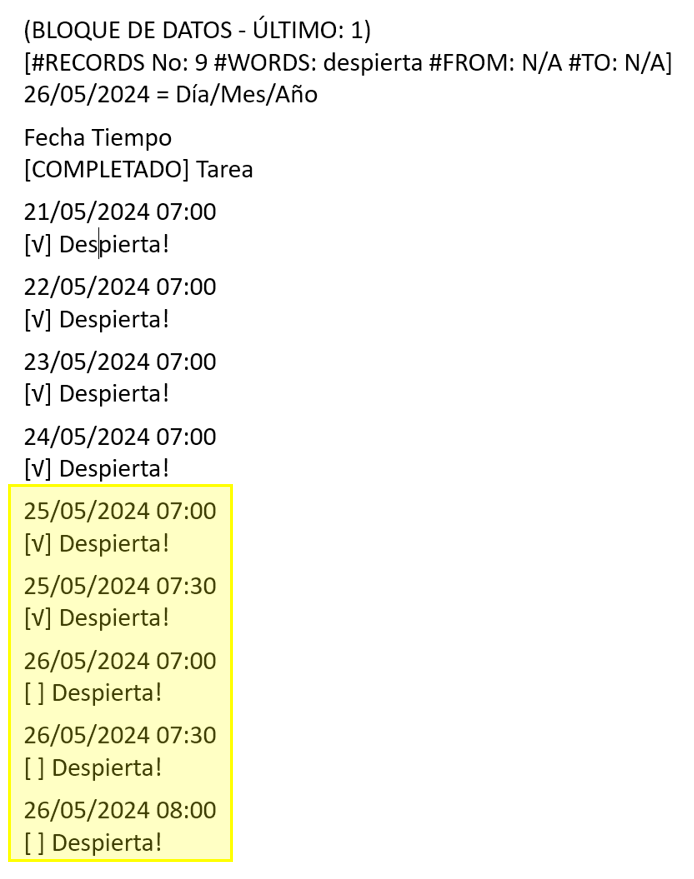 (BLOQUE DE DATOS - ÚLTIMO: 1)
[#RECORDS No: 9 #WORDS: despierta #FROM: N/A #TO: N/A]
26/05/2024 = Día/Mes/Año
Fecha Tiempo
[COMPLETADO] Tarea
21/05/2024 07:00
[√] Despierta!
22/05/2024 07:00
[√] Despierta!
23/05/2024 07:00
[√] Despierta!
24/05/2024 07:00
[√] Despierta!
25/05/2024 07:00
[√] Despierta!
25/05/2024 07:30
[√] Despierta!
26/05/2024 07:00
[ ] Despierta!
26/05/2024 07:30
[ ] Despierta!
26/05/2024 08:00
[ ] Despierta!